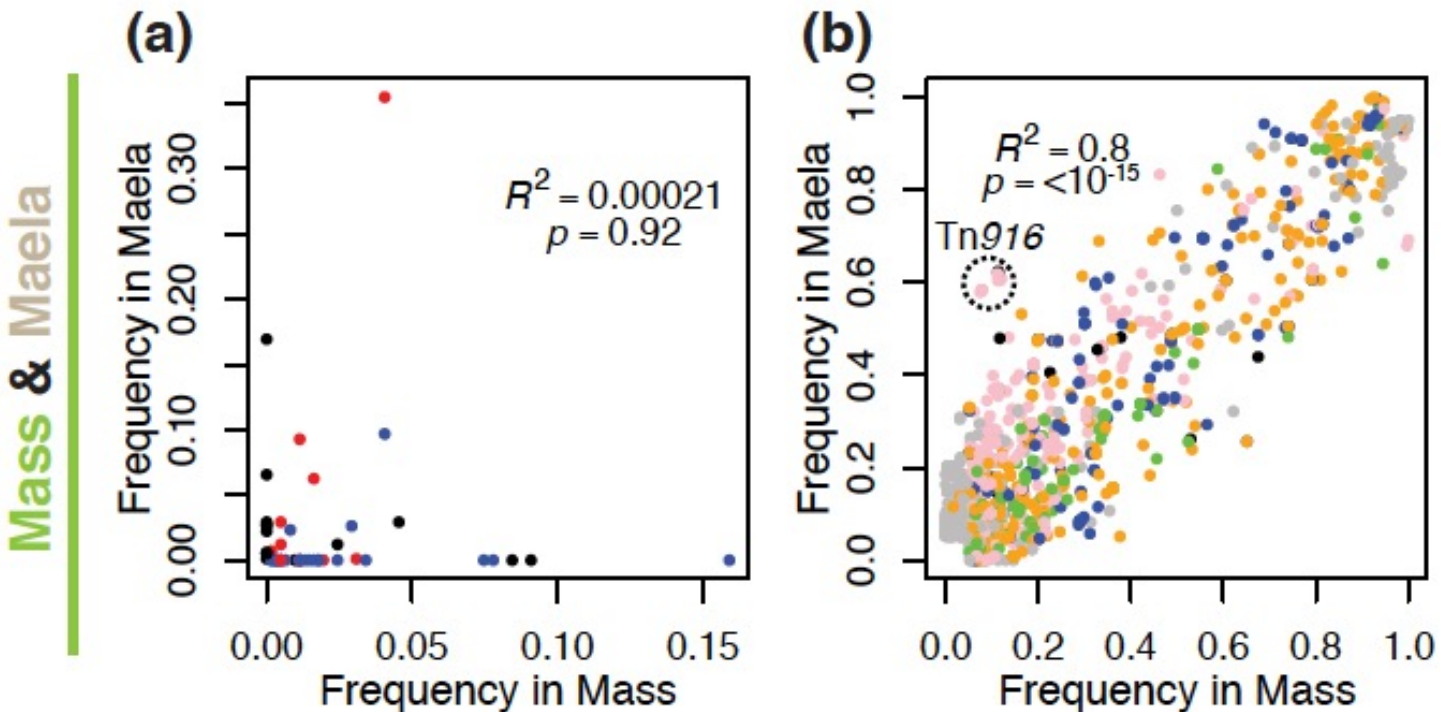 Mass & Maela
(a)
Frequency in Maela
0.00 0.10 0.20 0.30
R² = 0.00021
p = 0.92
0.00 0.05 0.10 0.15
Frequency in Mass
(b)
Frequency in Maela
0.0 0.2 0.4 0.6 0.8 1.0
R² = 0.8
p = <10⁻¹⁵
Tn916
0.0 0.2 0.4 0.6 0.8 1.0
Frequency in Mass